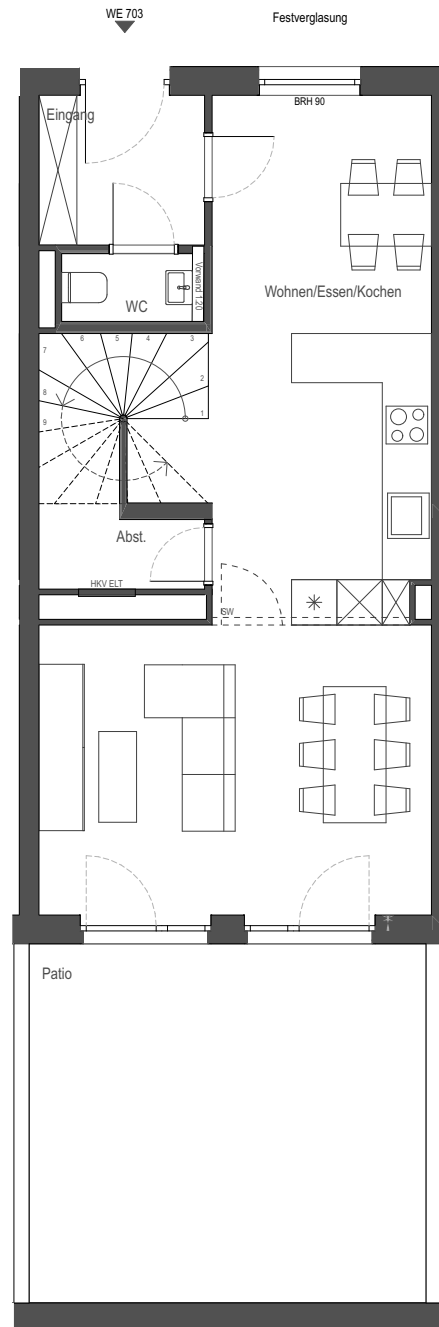 WE 703
Festverglasung
BRH 90
Eingang
Wohnen/Essen/Kochen
Vorwand 1.20
WC
7
6
5
4
3
2
8
1
9
Abst.
HKV ELT
SW
Patio